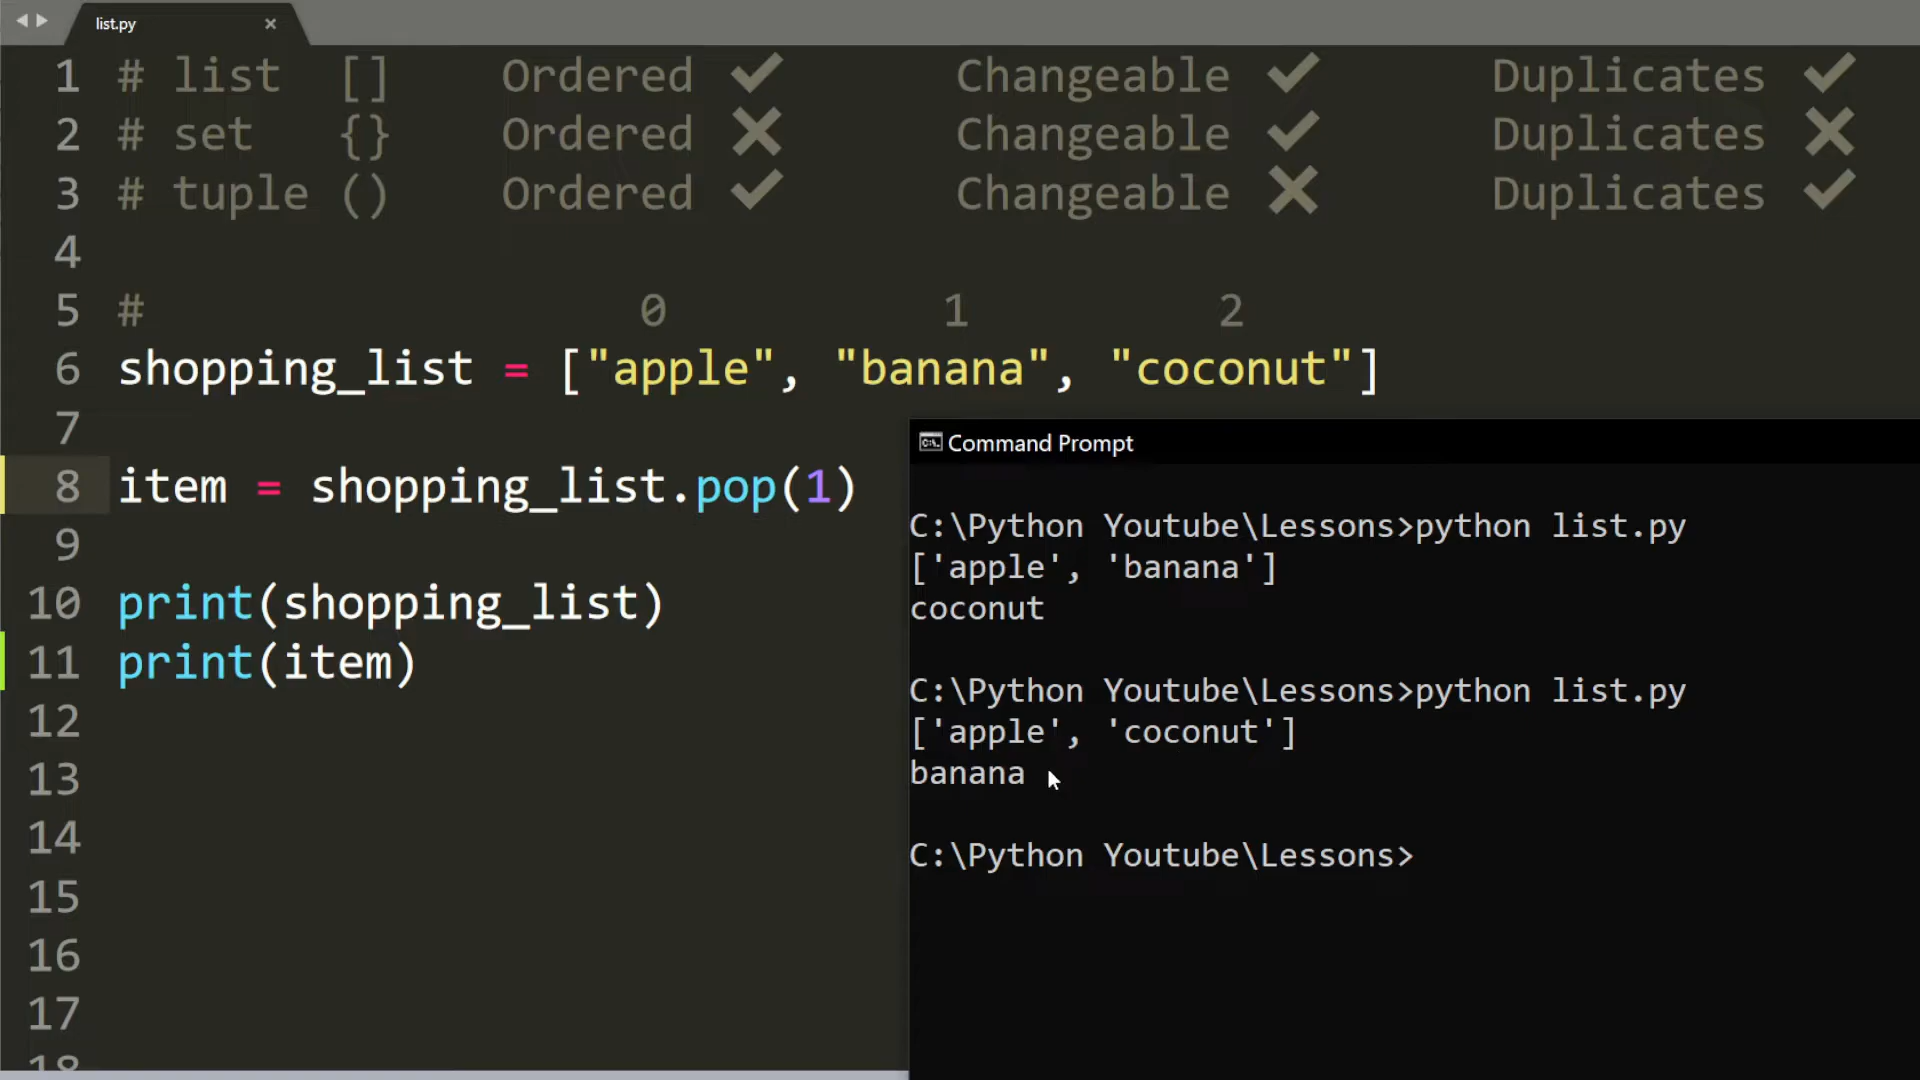 list.py ×
1 # list [] Ordered ✔ Changeable ✔ Duplicates ✔
2 # set {} Ordered ✖ Changeable ✔ Duplicates ✖
3 # tuple () Ordered ✔ Changeable ✖ Duplicates ✔
4
5 # 0 1 2
6 shopping_list = ["apple", "banana", "coconut"]
7
8 item = shopping_list.pop(1)
9
10 print(shopping_list)
11 print(item)
12
13
14
15
16
17
18
Command Prompt
C:\Python Youtube\Lessons>python list.py
['apple', 'banana']
coconut
C:\Python Youtube\Lessons>python list.py
['apple', 'coconut']
banana
C:\Python Youtube\Lessons>